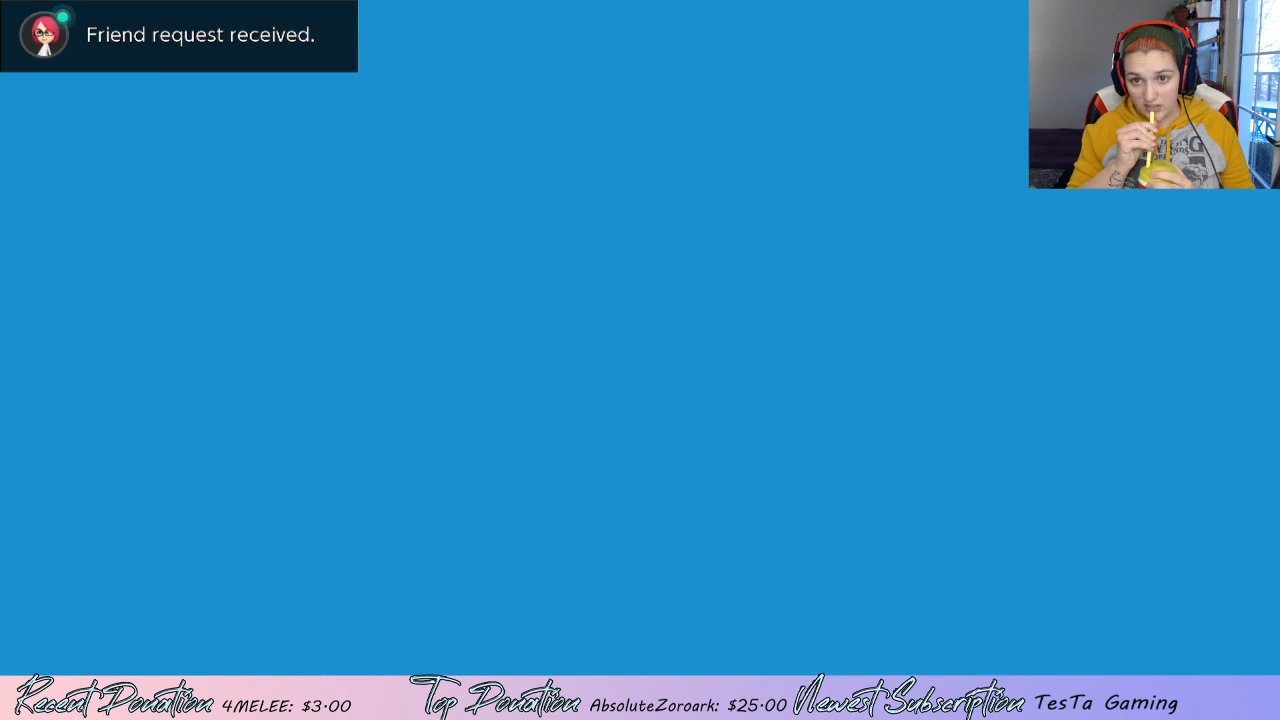 Friend request received.
Recent Donation 4MELEE: $3.00 Top Donation AbsoluteZoroark: $25.00 Newest Subscription TesTa Gaming